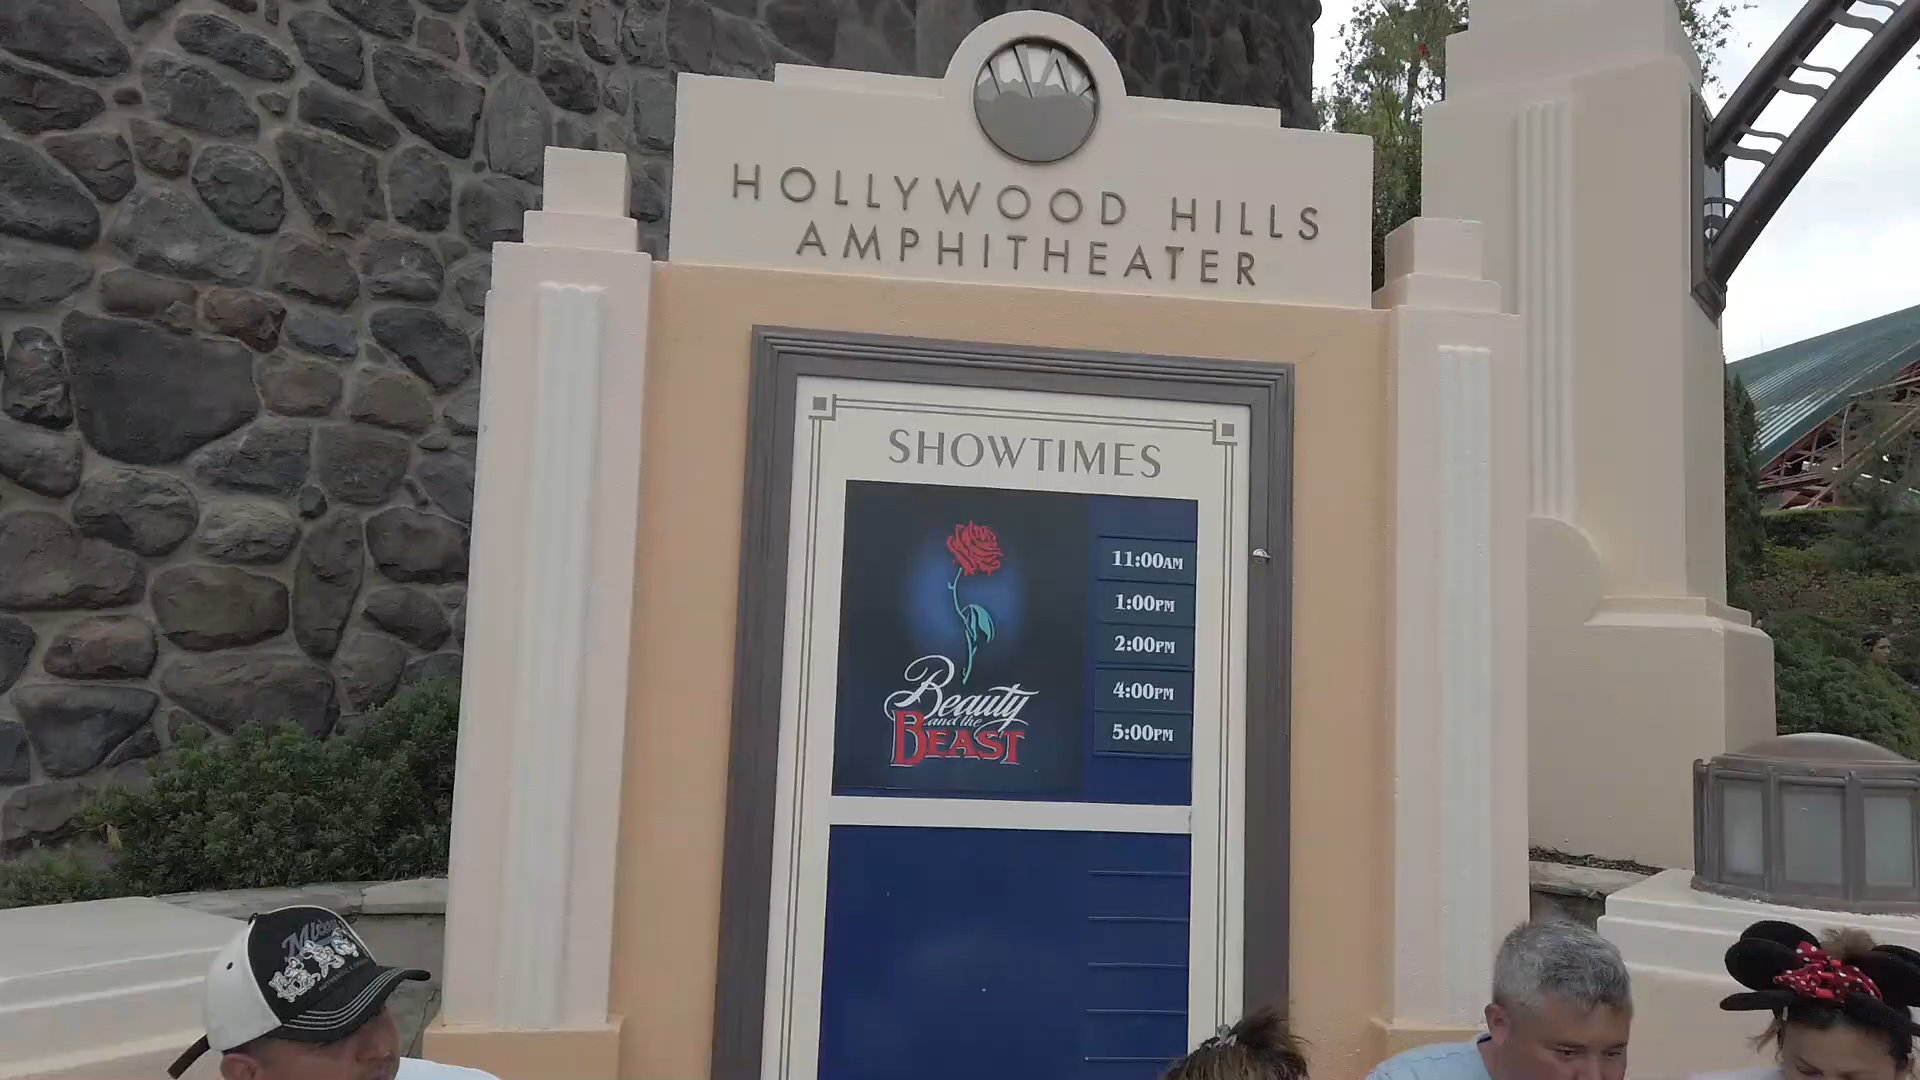 HOLLYWOOD HILLS
AMPHITHEATER
SHOWTIMES
11:00AM
1:00PM
2:00PM
4:00PM
5:00PM
Beauty
and the
BEAST